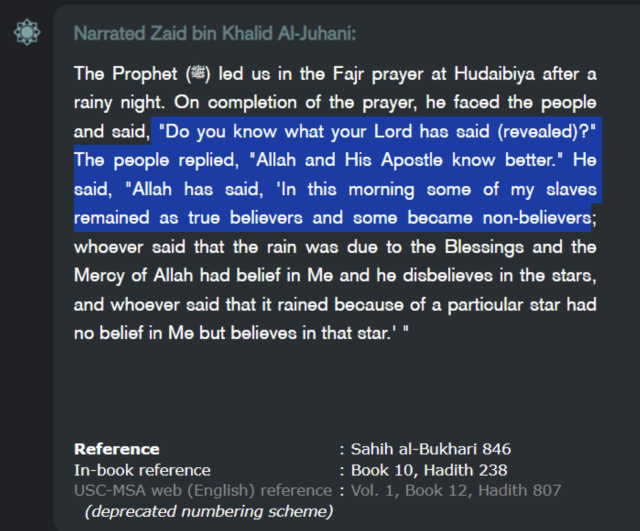 Narrated Zaid bin Khalid Al-Juhani:
The Prophet (ﷺ) led us in the Fajr prayer at Hudaibiya after a
rainy night. On completion of the prayer, he faced the people
and said, "Do you know what your Lord has said (revealed)?"
The people replied, "Allah and His Apostle know better." He
said, "Allah has said, 'In this morning some of my slaves
remained as true believers and some became non-believers;
whoever said that the rain was due to the Blessings and the
Mercy of Allah had belief in Me and he disbelieves in the stars,
and whoever said that it rained because of a particular star had
no belief in Me but believes in that star.' "
Reference : Sahih al-Bukhari 846
In-book reference : Book 10, Hadith 238
USC-MSA web (English) reference : Vol. 1, Book 12, Hadith 807
(deprecated numbering scheme)